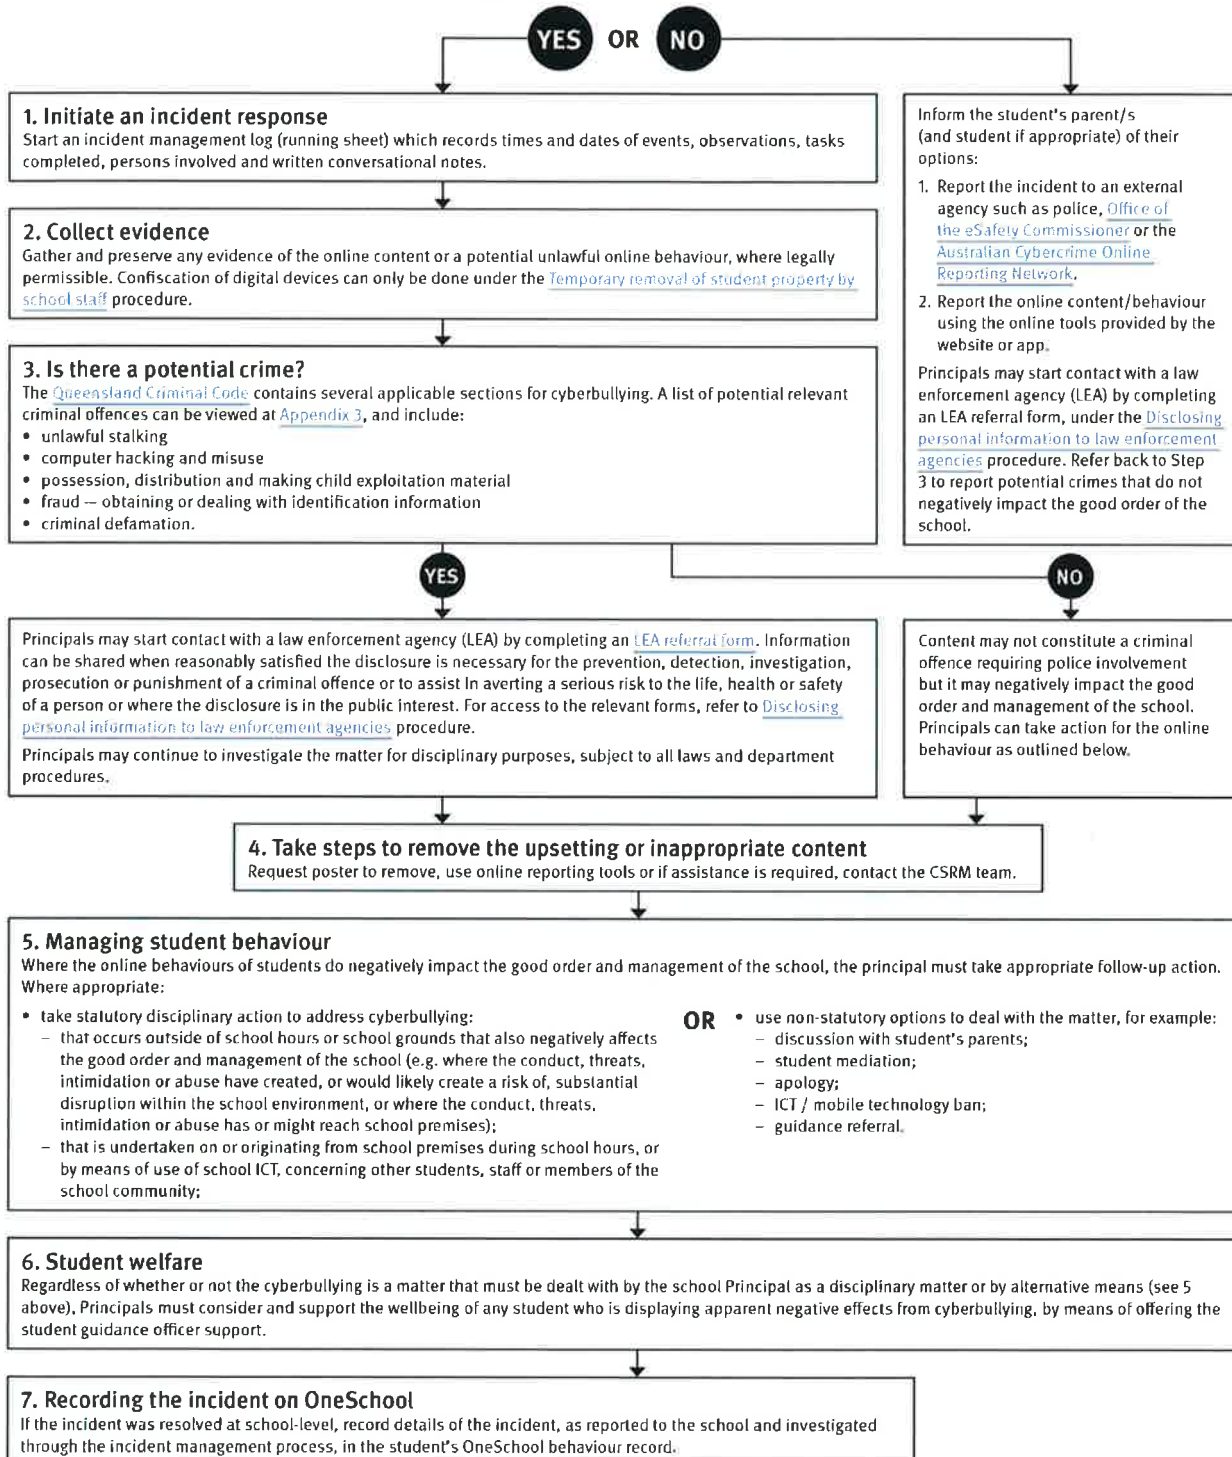 YES OR NO
1. Initiate an incident response
Start an incident management log (running sheet) which records times and dates of events, observations, tasks
completed, persons involved and written conversational notes.
2. Collect evidence
Gather and preserve any evidence of the online content or a potential unlawful online behaviour, where legally
permissible. Confiscation of digital devices can only be done under the Temporary removal of student property by
school staff procedure.
3. Is there a potential crime?
The Queensland Criminal Code contains several applicable sections for cyberbullying. A list of potential relevant
criminal offences can be viewed at Appendix 3, and include:
• unlawful stalking
• computer hacking and misuse
• possession, distribution and making child exploitation material
• fraud — obtaining or dealing with identification information
• criminal defamation.
Inform the student's parent/s
(and student if appropriate) of their
options:
1. Report the incident to an external
agency such as police, Office of
the eSafety Commissioner or the
Australian Cybercrime Online
Reporting Network.
2. Report the online content/behaviour
using the online tools provided by the
website or app.
Principals may start contact with a law
enforcement agency (LEA) by completing
an LEA referral form, under the Disclosing
personal information to law enforcement
agencies procedure. Refer back to Step
3 to report potential crimes that do not
negatively impact the good order of the
school.
YES
NO
Principals may start contact with a law enforcement agency (LEA) by completing an LEA referral form. Information
can be shared when reasonably satisfied the disclosure is necessary for the prevention, detection, investigation,
prosecution or punishment of a criminal offence or to assist in averting a serious risk to the life, health or safety
of a person or where the disclosure is in the public interest. For access to the relevant forms, refer to Disclosing
personal information to law enforcement agencies procedure.
Principals may continue to investigate the matter for disciplinary purposes, subject to all laws and department
procedures.
Content may not constitute a criminal
offence requiring police involvement
but it may negatively impact the good
order and management of the school.
Principals can take action for the online
behaviour as outlined below.
4. Take steps to remove the upsetting or inappropriate content
Request poster to remove, use online reporting tools or if assistance is required, contact the CSRM team.
5. Managing student behaviour
Where the online behaviours of students do negatively impact the good order and management of the school, the principal must take appropriate follow-up action.
Where appropriate:
• take statutory disciplinary action to address cyberbullying:
– that occurs outside of school hours or school grounds that also negatively affects
the good order and management of the school (e.g. where the conduct, threats,
intimidation or abuse have created, or would likely create a risk of, substantial
disruption within the school environment, or where the conduct, threats,
intimidation or abuse has or might reach school premises);
– that is undertaken on or originating from school premises during school hours, or
by means of use of school ICT, concerning other students, staff or members of the
school community;
OR
• use non-statutory options to deal with the matter, for example:
– discussion with student's parents;
– student mediation;
– apology;
– ICT / mobile technology ban;
– guidance referral.
6. Student welfare
Regardless of whether or not the cyberbullying is a matter that must be dealt with by the school Principal as a disciplinary matter or by alternative means (see 5
above), Principals must consider and support the wellbeing of any student who is displaying apparent negative effects from cyberbullying, by means of offering the
student guidance officer support.
7. Recording the incident on OneSchool
If the incident was resolved at school-level, record details of the incident, as reported to the school and investigated
through the incident management process, in the student's OneSchool behaviour record.